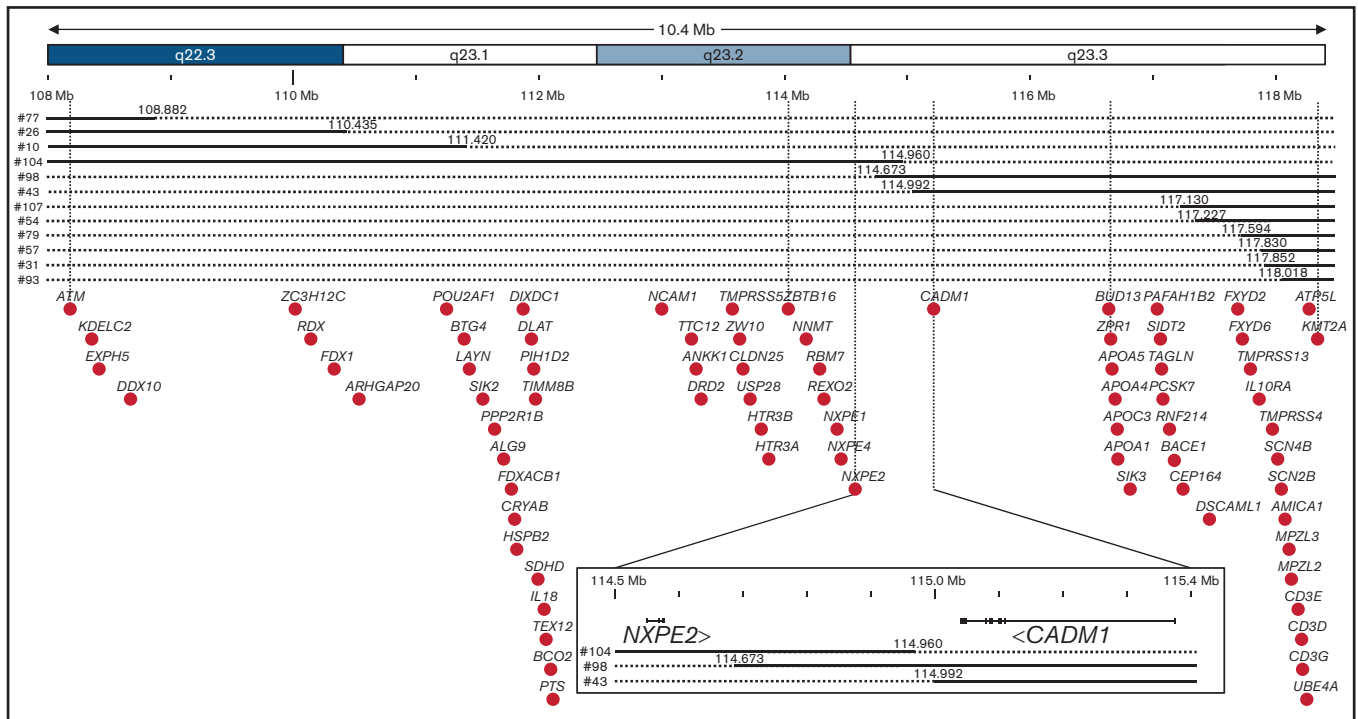 10.4 Mb
q22.3 q23.1 q23.2 q23.3
108 Mb 110 Mb 112 Mb 114 Mb 116 Mb 118 Mb
#77 108.882
#26 110.435
#10 111.420
#104 114.960
#98 114.673
#43 114.992
#107 117.130
#54 117.227
#79 117.594
#57 117.830
#31 117.852
#93 118.018
ATM ZC3H12C POU2AF1 DIXDC1 NCAM1 TMPRSS5 ZBTB16 CADM1 BUD13 PAFAH1B2 FXYD2 ATP5L
KDELC2 RDX BTG4 DLAT TTC12 ZW10 NNMT ZPR1 SIDT2 FXYD6 KMT2A
EXPH5 FDX1 LAYN PIH1D2 ANKK1 CLDN25 RBM7 APOA5 TAGLN TMPRSS13
DDX10 ARHGAP20 SIK2 TIMM8B DRD2 USP28 REXO2 APOA4 PCSK7 IL10RA
PPP2R1B HTR3B NXPE1 APOC3 RNF214 TMPRSS4
ALG9 HTR3A NXPE4 APOA1 BACE1 SCN4B
FDXACB1 NXPE2 SIK3 CEP164 SCN2B
CRYAB DSCAML1 AMICA1
HSPB2 MPZL3
SDHD MPZL2
IL18 CD3E
TEX12 CD3D
BCO2 CD3G
PTS UBE4A
114.5 Mb 115.0 Mb 115.4 Mb
NXPE2> <CADM1
#104 114.960
#98 114.673
#43 114.992